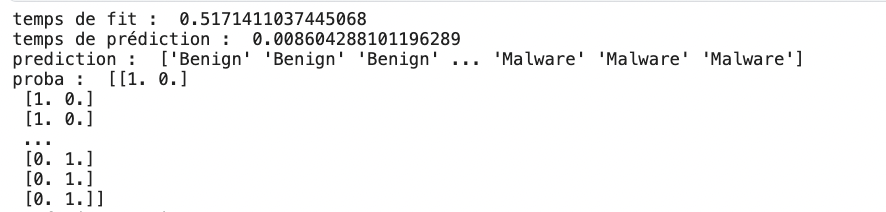 temps de fit :  0.5171411037445068
temps de prédiction :  0.008604288101196289
prediction :  ['Benign' 'Benign' 'Benign' ... 'Malware' 'Malware' 'Malware']
proba :  [[1. 0.]
 [1. 0.]
 [1. 0.]
 ...
 [0. 1.]
 [0. 1.]
 [0. 1.]]